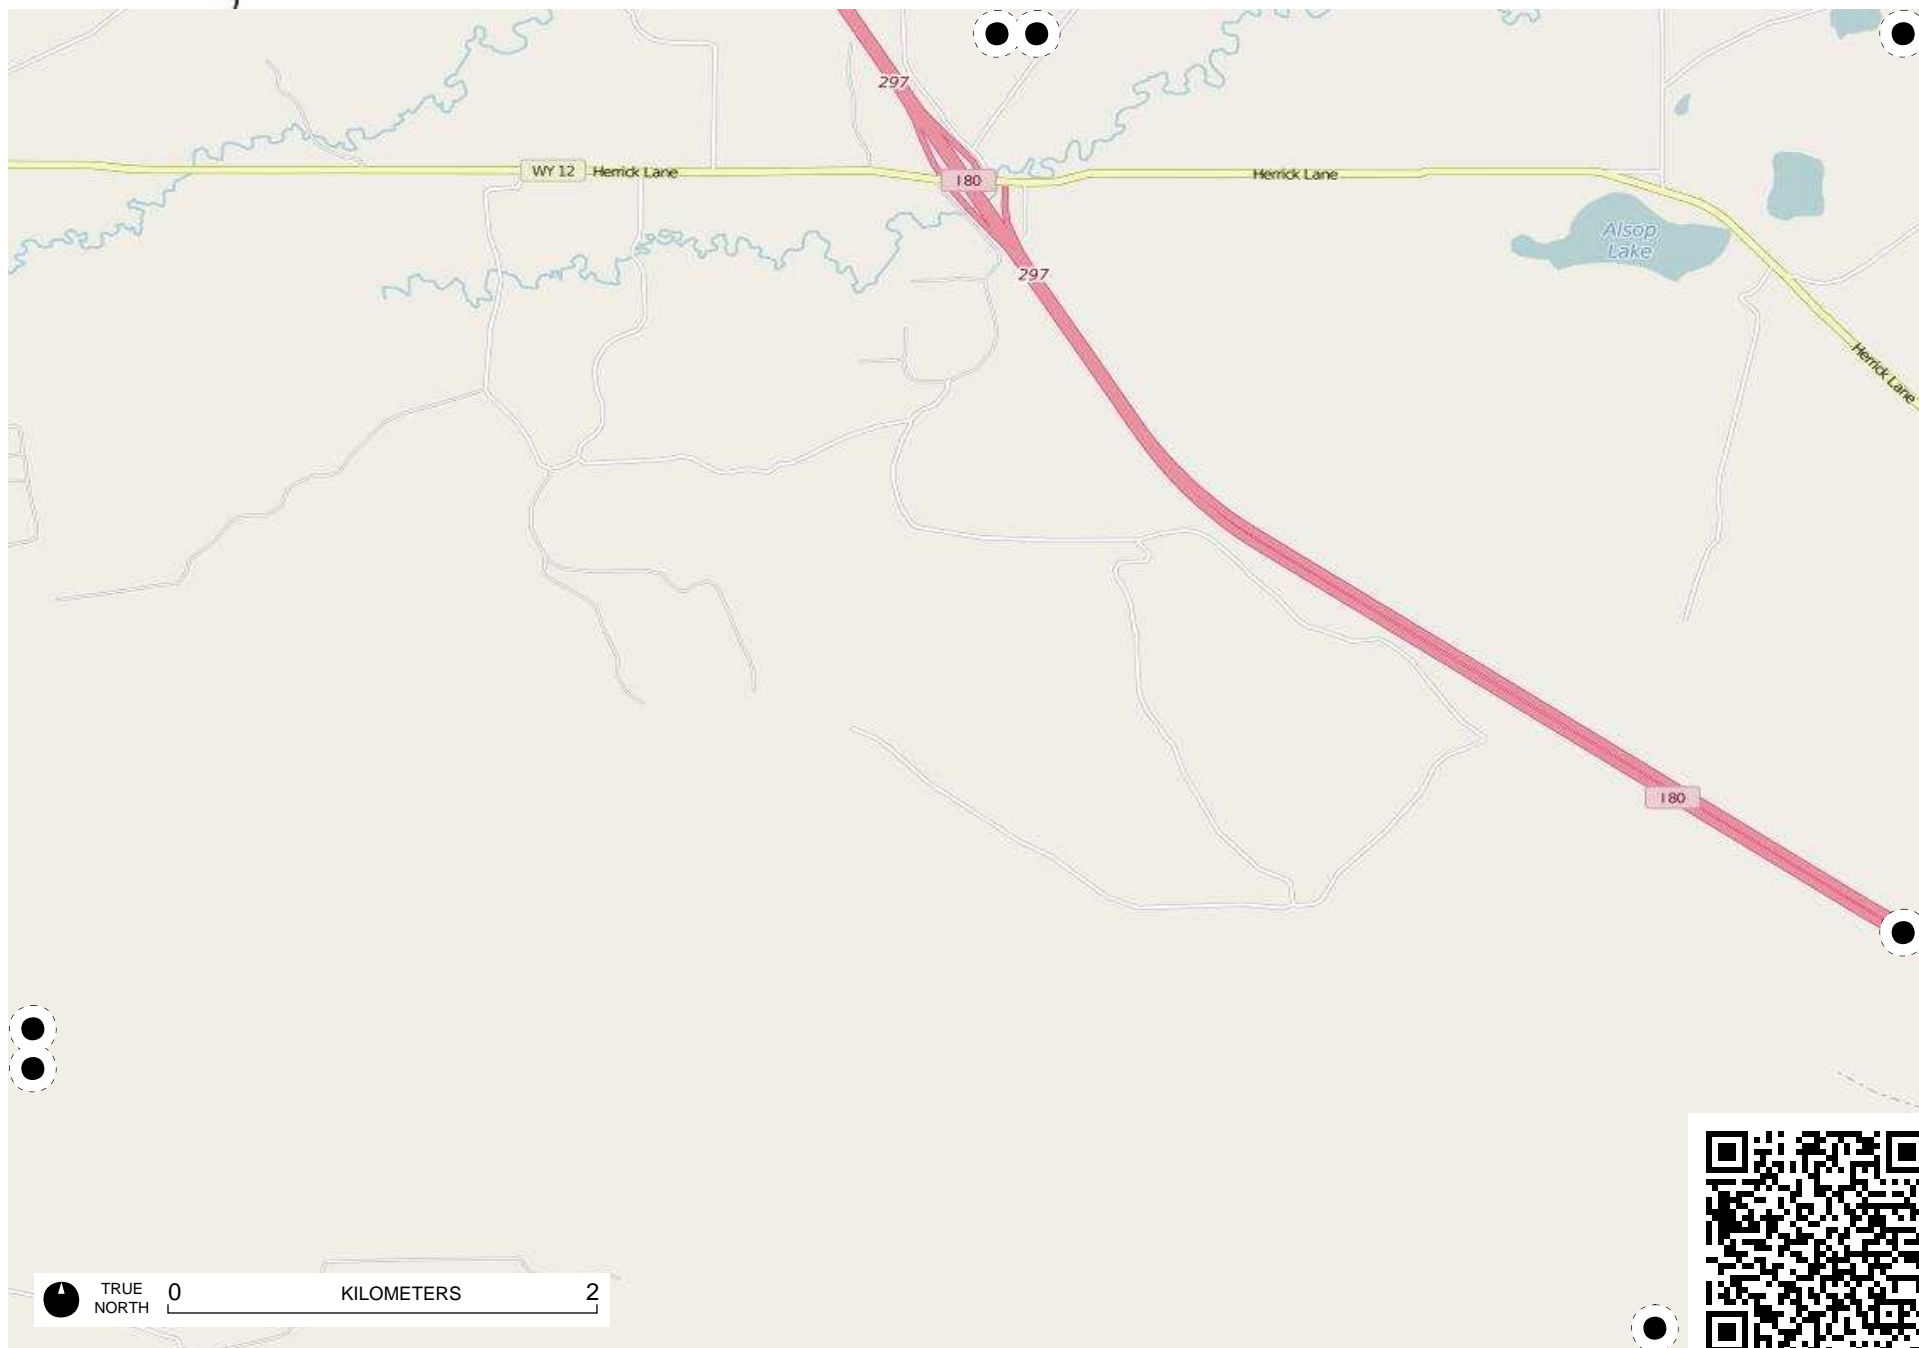 297
WY 12
Herrick Lane
I 80
Herrick Lane
Alsop
Lake
297
Herrick Lane
I 80
TRUE
NORTH
0
KILOMETERS
2